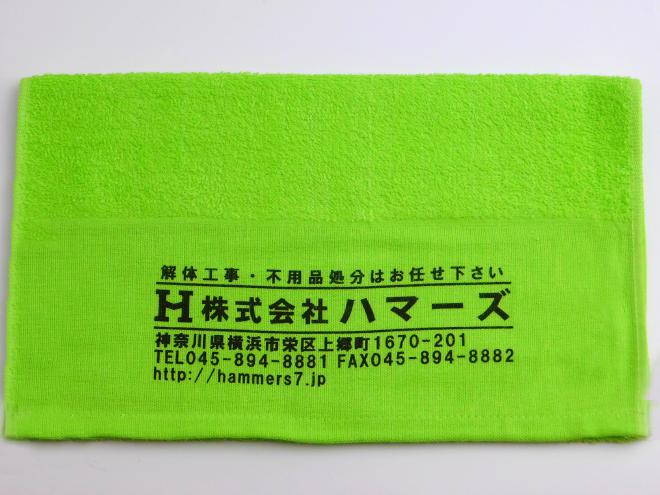 解体工事・不用品処分はお任せ下さい
H 株式会社 ハマーズ
神奈川県横浜市栄区上郷町1670-201
TEL045-894-8881 FAX045-894-8882
http://hammers7.jp